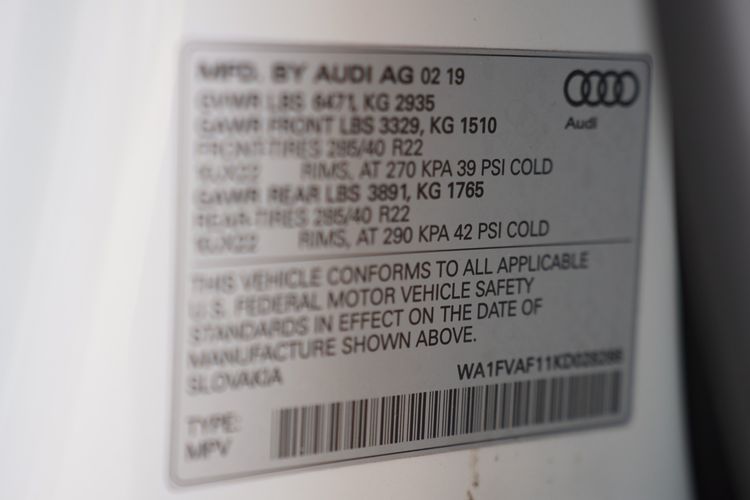 MFD. BY AUDI AG 02 19
GVWR LBS 6471, KG 2935
GAWR FRONT LBS 3329, KG 1510
FRONT TIRES 285/40 R22
RIMS, AT 270 KPA 39 PSI COLD
GAWR REAR LBS 3891, KG 1765
REAR TIRES 285/40 R22
RIMS, AT 290 KPA 42 PSI COLD
Audi
THIS VEHICLE CONFORMS TO ALL APPLICABLE
U.S. FEDERAL MOTOR VEHICLE SAFETY
STANDARDS IN EFFECT ON THE DATE OF
MANUFACTURE SHOWN ABOVE.
SLOVAKIA
TYPE:
MPV